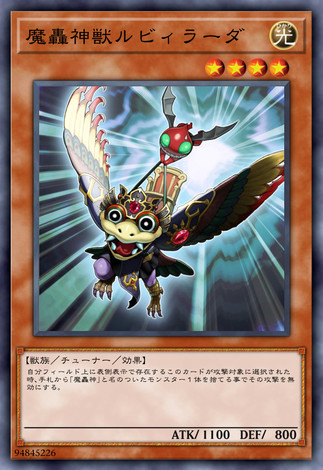 魔轟神獣ルビィラーダ
光
【獣族／チューナー／効果】
自分フィールド上に表側表示で存在するこのカードが攻撃対象に選択された
時、手札から「魔轟神」と名のついたモンスター１体を捨てる事でその攻撃を無
効にする。
ATK/ 1100 DEF/ 800
94845226